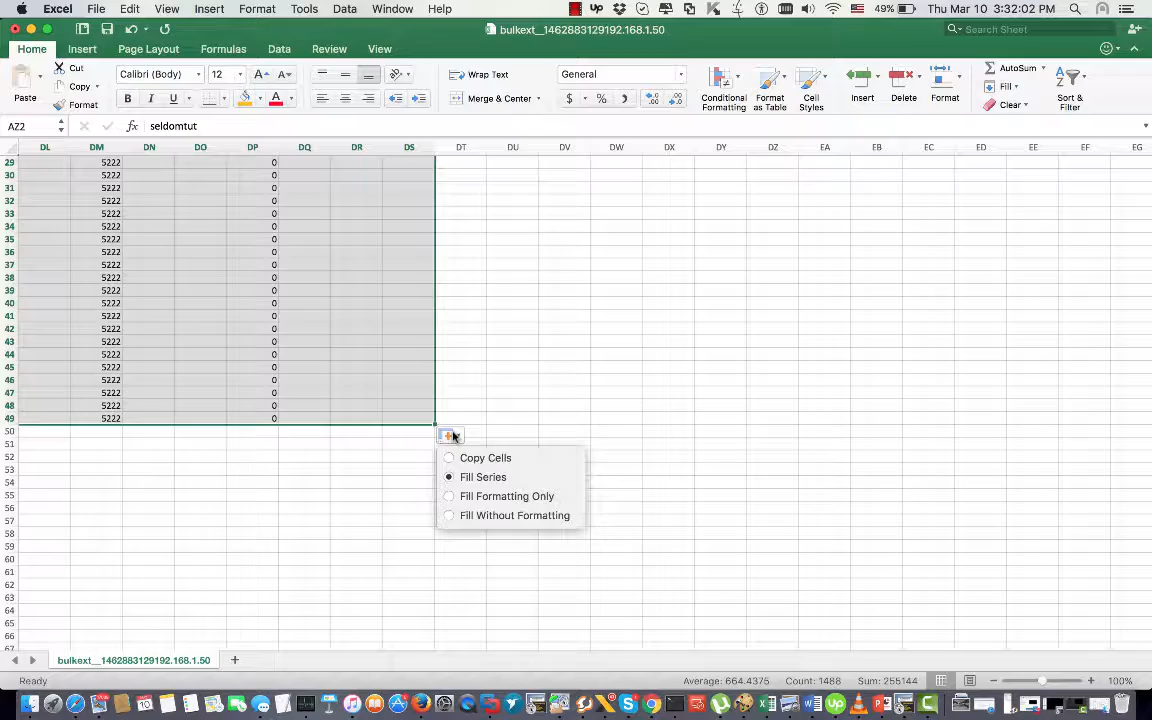 Excel File Edit View Insert Format Tools Data Window Help 49% Thu Mar 10 3:32:02 PM
bulkext__1462883129192.168.1.50
Search Sheet
Home Insert Page Layout Formulas Data Review View
Paste
Cut
Copy
Format
Calibri (Body) 12
Wrap Text
Merge & Center
General
Conditional Formatting
Format as Table
Cell Styles
Insert
Delete
Format
AutoSum
Fill
Clear
Sort & Filter
AZ2 fx seldomtut
DL DM DN DO DP DQ DR DS DT DU DV DW DX DY DZ EA EB EC ED EE EF EG
29 5222 0
30 5222 0
31 5222 0
32 5222 0
33 5222 0
34 5222 0
35 5222 0
36 5222 0
37 5222 0
38 5222 0
39 5222 0
40 5222 0
41 5222 0
42 5222 0
43 5222 0
44 5222 0
45 5222 0
46 5222 0
47 5222 0
48 5222 0
49 5222 0
50
51
52
53
54
55
56
57
58
59
60
61
62
63
64
65
66
67
Copy Cells
Fill Series
Fill Formatting Only
Fill Without Formatting
bulkext__1462883129192.168.1.50
Ready Average: 664.4375 Count: 1488 Sum: 255144 100%